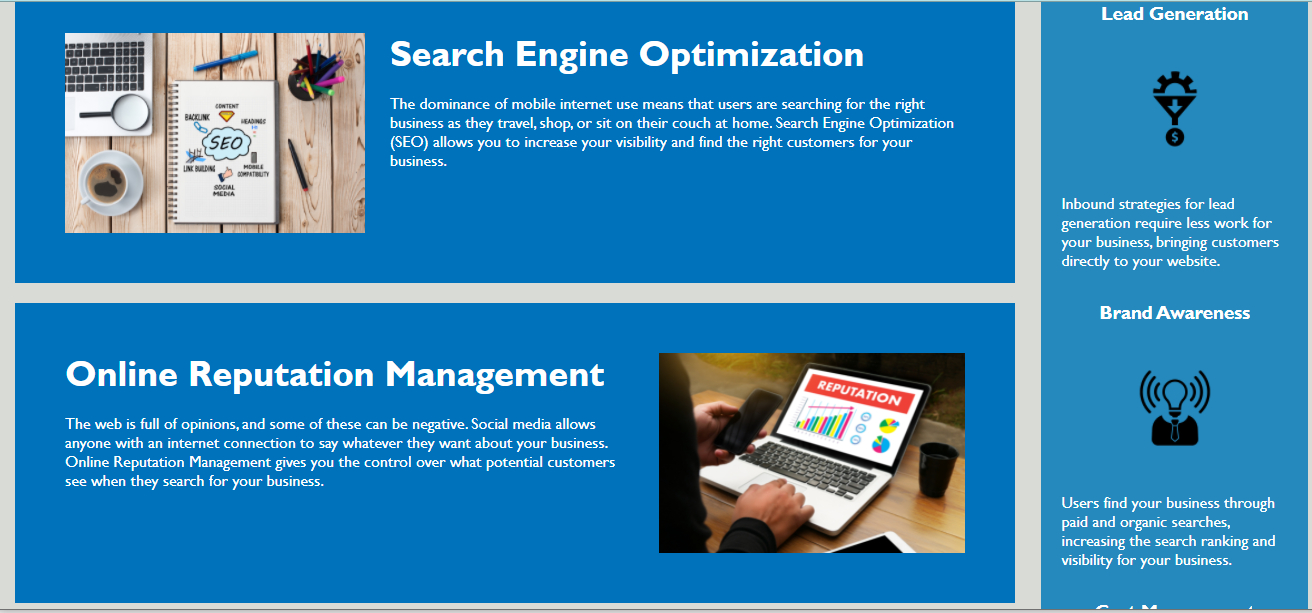 Search Engine Optimization
The dominance of mobile internet use means that users are searching for the right
business as they travel, shop, or sit on their couch at home. Search Engine Optimization
(SEO) allows you to increase your visibility and find the right customers for your
business.
CONTENT
BACKLINK
HEADINGS
SEO
LINK BUILDING
MOBILE
COMPATIBILITY
SOCIAL
MEDIA
Online Reputation Management
The web is full of opinions, and some of these can be negative. Social media allows
anyone with an internet connection to say whatever they want about your business.
Online Reputation Management gives you the control over what potential customers
see when they search for your business.
REPUTATION
Lead Generation
$
Inbound strategies for lead
generation require less work for
your business, bringing customers
directly to your website.
Brand Awareness
Users find your business through
paid and organic searches,
increasing the search ranking and
visibility for your business.